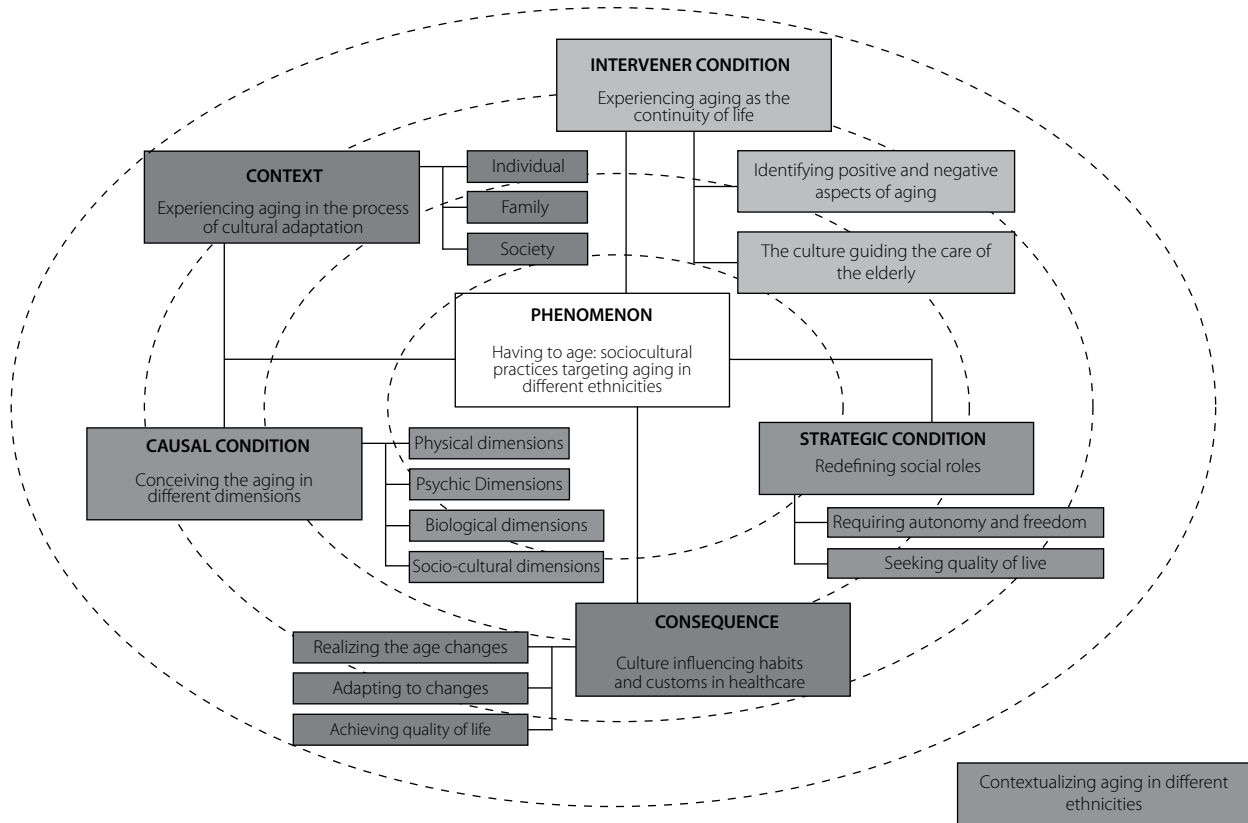 INTERVENER CONDITION
Experiencing aging as the
continuity of life
Identifying positive and negative
aspects of aging
The culture guiding the care of
the elderly
CONTEXT
Experiencing aging in the process
of cultural adaptation
Individual
Family
Society
PHENOMENON
Having to age: sociocultural
practices targeting aging in
different ethnicities
CAUSAL CONDITION
Conceiving the aging in
different dimensions
Physical dimensions
Psychic Dimensions
Biological dimensions
Socio-cultural dimensions
STRATEGIC CONDITION
Redefining social roles
Requiring autonomy and freedom
Seeking quality of live
CONSEQUENCE
Culture influencing habits
and customs in healthcare
Realizing the age changes
Adapting to changes
Achieving quality of life
Contextualizing aging in different
ethnicities